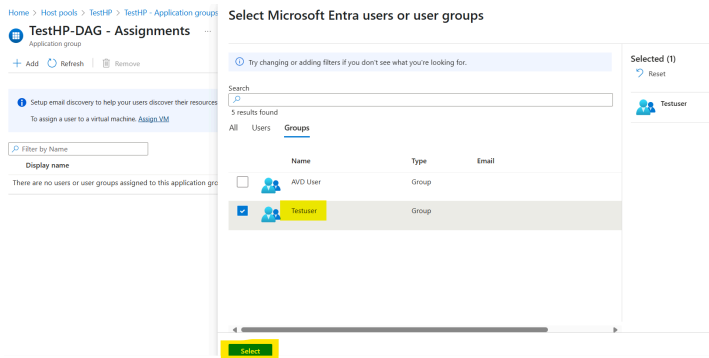 Home > Host pools > TestHP > TestHP - Application groups
TestHP-DAG - Assignments ...
Application group
Add Refresh Remove
Setup email discovery to help your users discover their resources
To assign a user to a virtual machine. Assign VM
Filter by Name
Display name
There are no users or user groups assigned to this application gro
Select Microsoft Entra users or user groups
Try changing or adding filters if you don't see what you're looking for.
Search
5 results found
All Users Groups
Name Type Email
AVD User Group
Testuser Group
Select
Selected (1)
Reset
Testuser